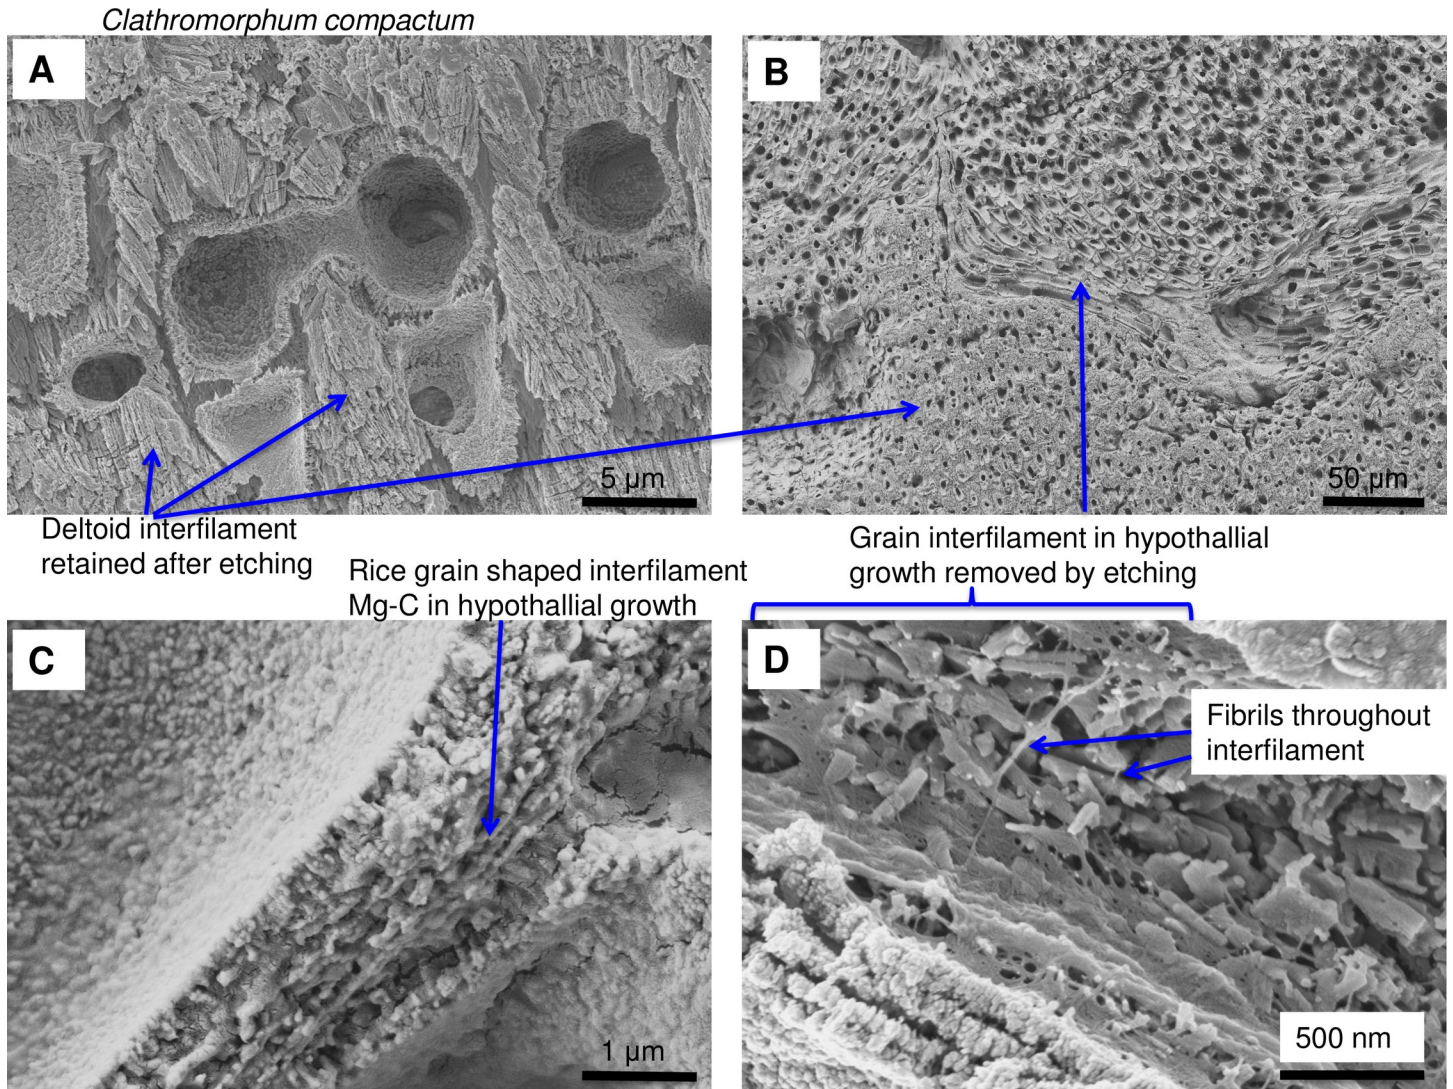 Clathromorphum compactum
A
B
5 µm
50 µm
Deltoid interfilament
retained after etching
Grain interfilament in hypothallial
growth removed by etching
Rice grain shaped interfilament
Mg-C in hypothallial growth
C
D
Fibrils throughout
interfilament
1 µm
500 nm